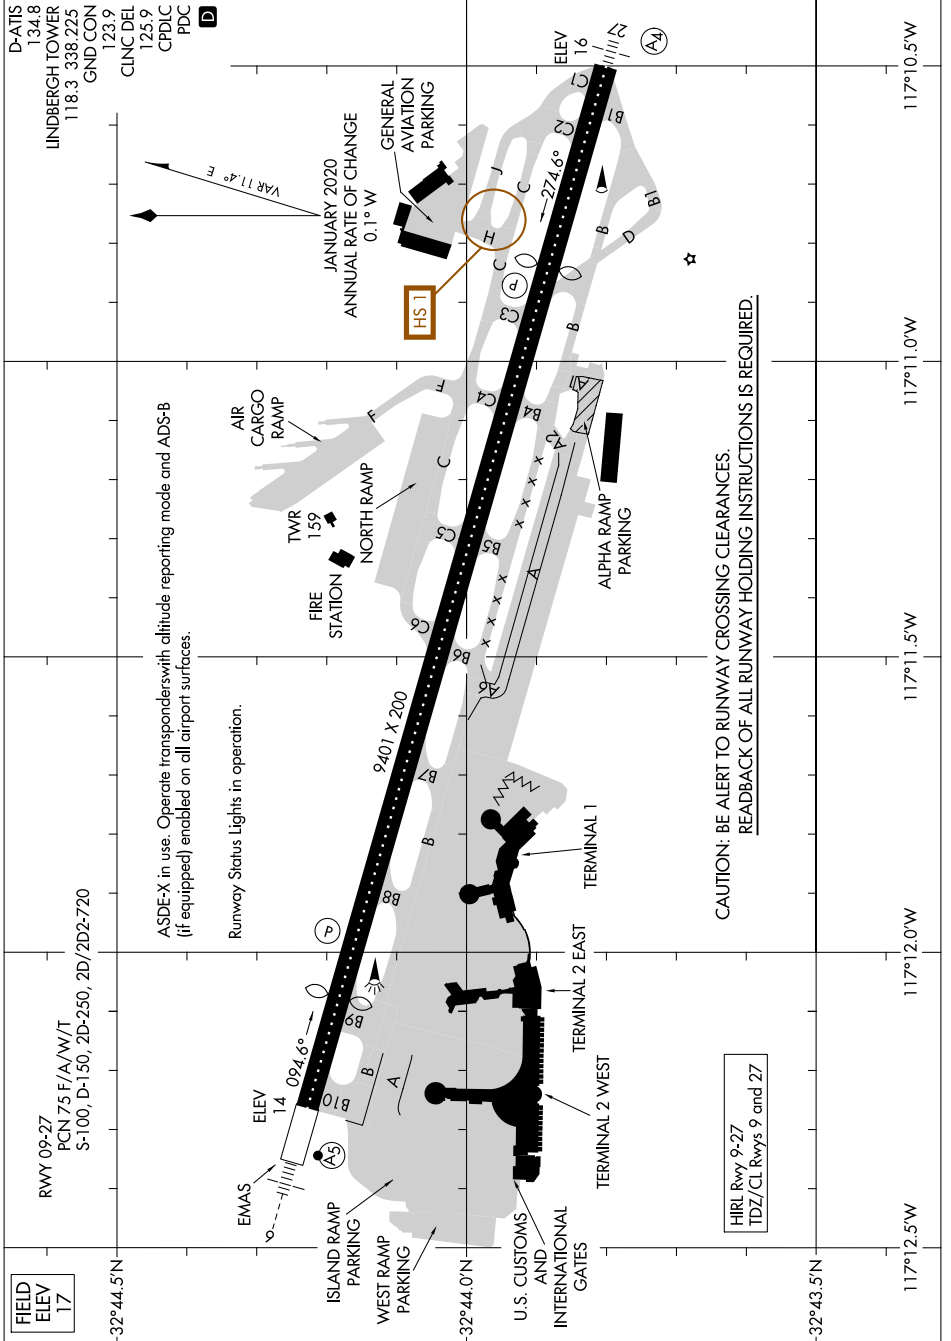 D-ATIS
134.8
LINDBERGH TOWER
118.3 338.225
GND CON
123.9
CLNC DEL
125.9
CPDLC
PDC
D
FIELD
ELEV
17
RWY 09-27
PCN 75 F/A/W/T
S-100, D-150, 2D-250, 2D/2D2-720
ASDE-X in use. Operate transponderswith altitude reporting mode and ADS-B
(if equipped) enabled on all airport surfaces.
Runway Status Lights in operation.
VAR 11.4° E
JANUARY 2020
ANNUAL RATE OF CHANGE
0.1° W
GENERAL
AVIATION
PARKING
HS 1
AIR
CARGO
RAMP
TWR
159
FIRE
STATION
NORTH RAMP
ELEV
16
27
A4
C1
C2
B1
J
C
H
274.6°
B
B1
D
C
P
C3
B
F
F
C4
B4
A1
A2
C
C5
B5
A
C6
B6
A6
ALPHA RAMP
PARKING
9401 X 200
B7
B
B8
P
B9
094.6°
ELEV
14
B10
B
A
EMAS
A5
9
ISLAND RAMP
PARKING
WEST RAMP
PARKING
U.S. CUSTOMS
AND
INTERNATIONAL
GATES
TERMINAL 2 WEST
TERMINAL 2 EAST
TERMINAL 1
CAUTION: BE ALERT TO RUNWAY CROSSING CLEARANCES.
READBACK OF ALL RUNWAY HOLDING INSTRUCTIONS IS REQUIRED.
HIRL Rwy 9-27
TDZ/CL Rwys 9 and 27
32°44.5'N
32°44.0'N
32°43.5'N
117°12.5'W
117°12.0'W
117°11.5'W
117°11.0'W
117°10.5'W